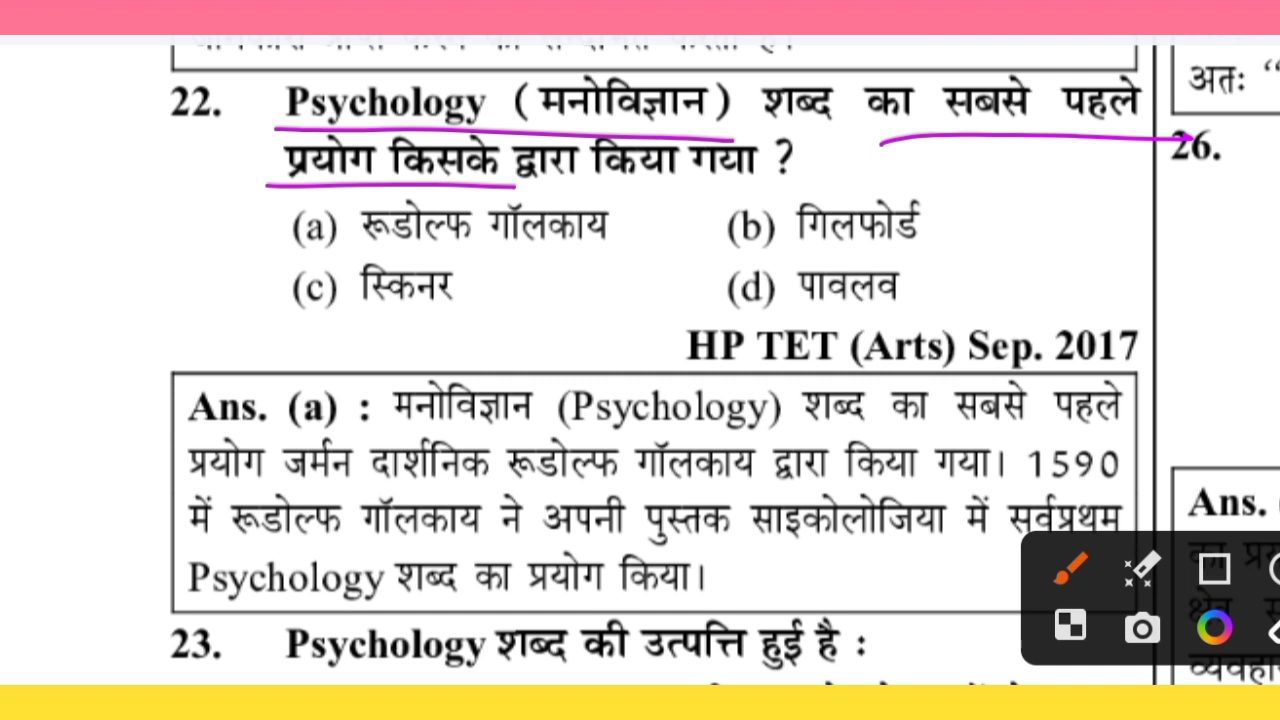 22. Psychology (मनोविज्ञान) शब्द का सबसे पहले
प्रयोग किसके द्वारा किया गया ?
(a) रूडोल्फ गॉलकाय (b) गिलफोर्ड
(c) स्किनर (d) पावलव
HP TET (Arts) Sep. 2017
Ans. (a) : मनोविज्ञान (Psychology) शब्द का सबसे पहले
प्रयोग जर्मन दार्शनिक रूडोल्फ गॉलकाय द्वारा किया गया। 1590
में रूडोल्फ गॉलकाय ने अपनी पुस्तक साइकोलोजिया में सर्वप्रथम
Psychology शब्द का प्रयोग किया।
23. Psychology शब्द की उत्पत्ति हुई है :
अतः “
26.
Ans.